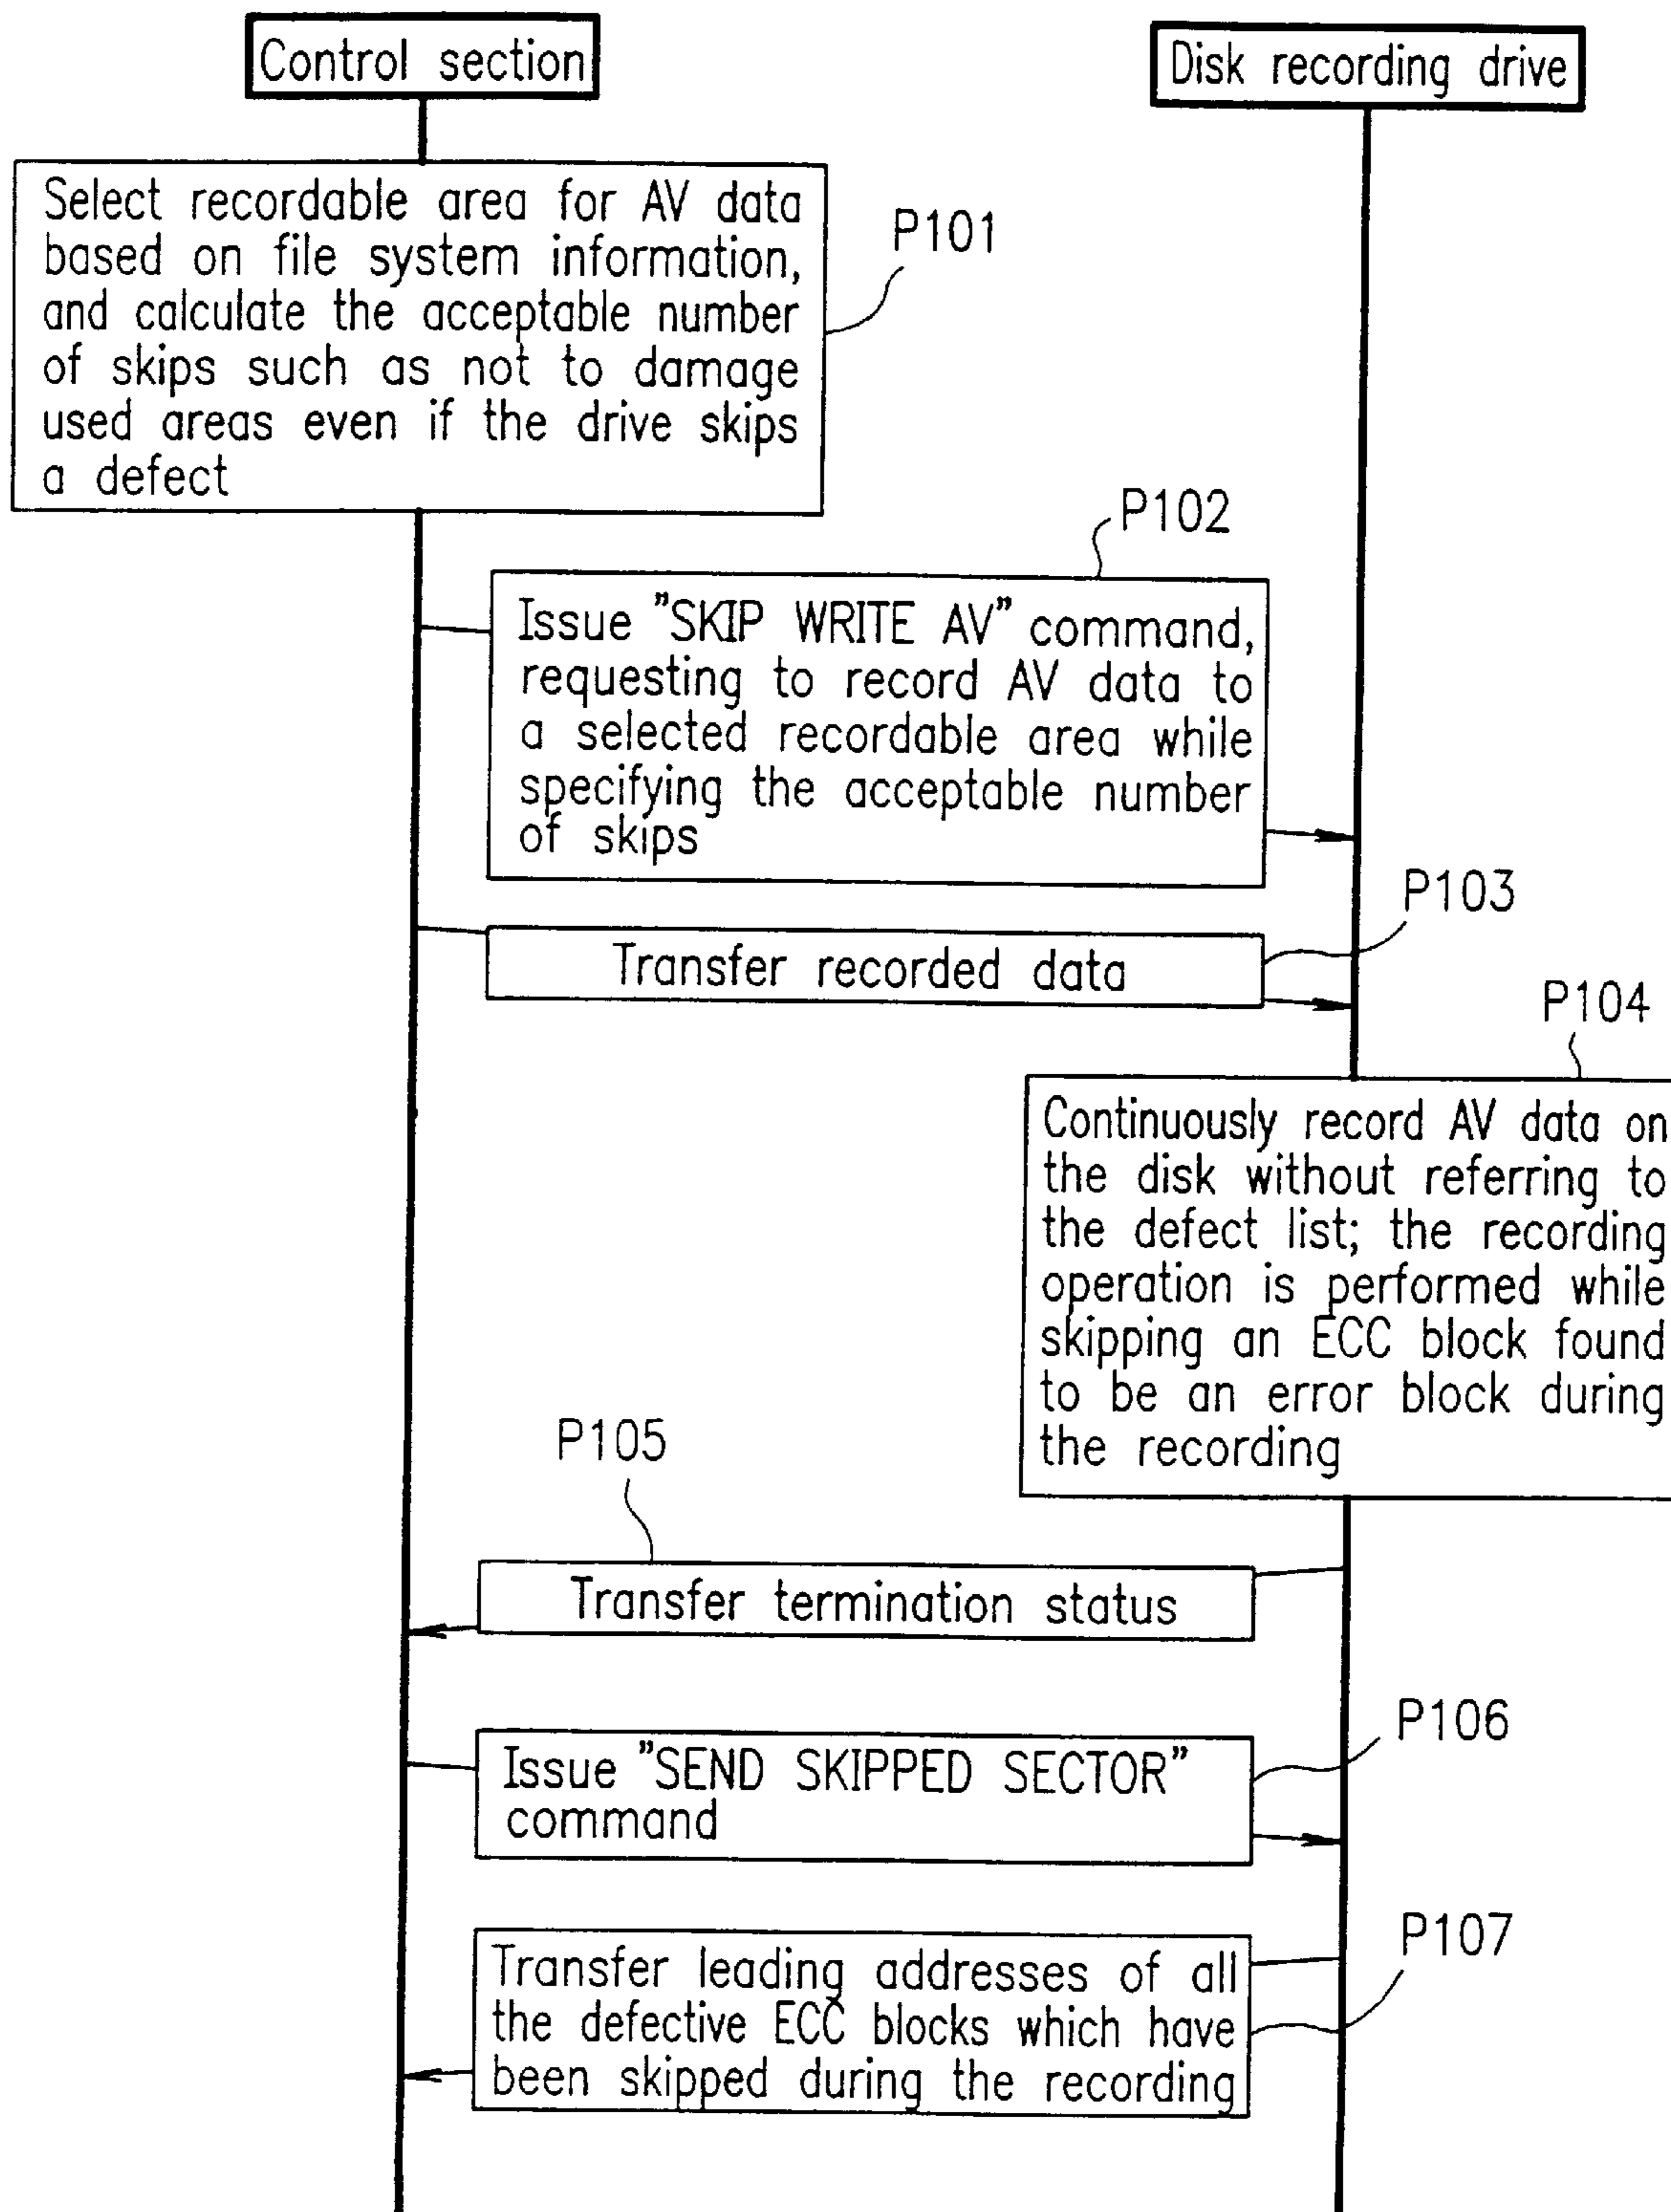 Control section
Disk recording drive
Select recordable area for AV data
based on file system information,
and calculate the acceptable number
of skips such as not to damage
used areas even if the drive skips
a defect
P101
P102
Issue "SKIP WRITE AV" command,
requesting to record AV data to
a selected recordable area while
specifying the acceptable number
of skips
P103
Transfer recorded data
P104
Continuously record AV data on
the disk without referring to
the defect list; the recording
operation is performed while
skipping an ECC block found
to be an error block during
the recording
P105
Transfer termination status
P106
Issue "SEND SKIPPED SECTOR"
command
P107
Transfer leading addresses of all
the defective ECC blocks which have
been skipped during the recording